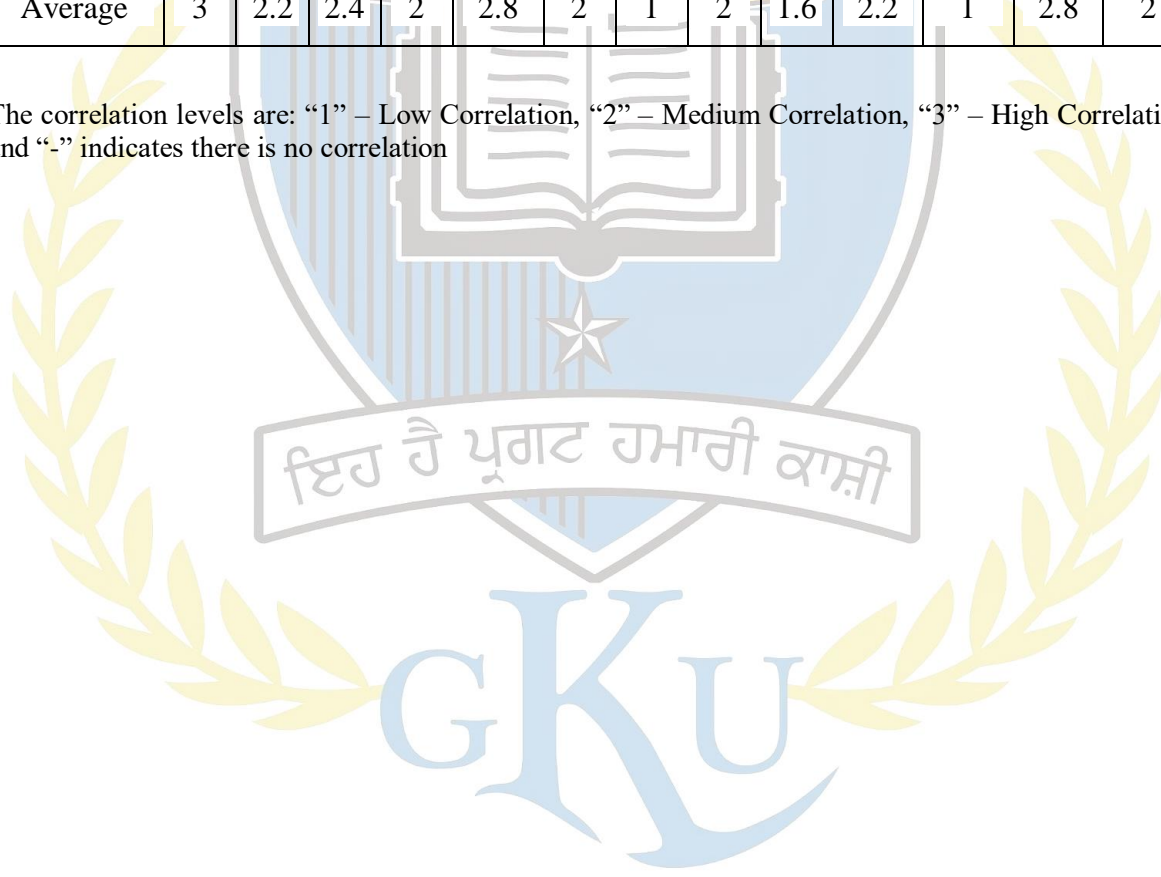 Average 3 2.2 2.4 2 2.8 2 1 2 1.6 2.2 1 2.8 2
The correlation levels are: “1” – Low Correlation, “2” – Medium Correlation, “3” – High Correlati
nd “-” indicates there is no correlation
ਇਹ ਹੈ ਪ੍ਰਗਟ ਹਮਾਰੀ ਕਾਸ਼ੀ
GKU